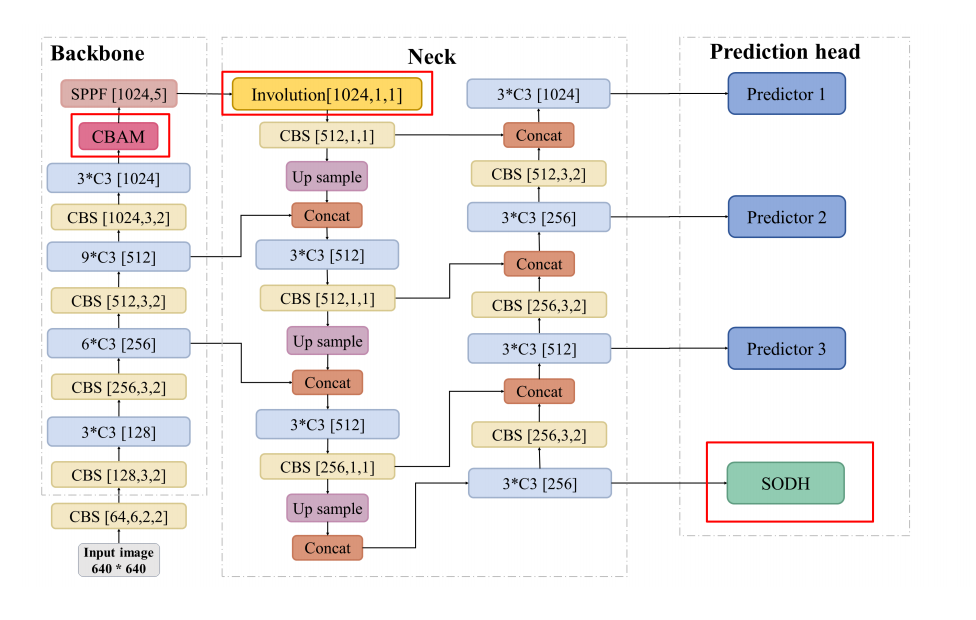 Backbone
SPPF [1024,5]
CBAM
3*C3 [1024]
CBS [1024,3,2]
9*C3 [512]
CBS [512,3,2]
6*C3 [256]
CBS [256,3,2]
3*C3 [128]
CBS [128,3,2]
CBS [64,6,2,2]
Input image
640 * 640
Neck
Involution[1024,1,1]
CBS [512,1,1]
Up sample
Concat
3*C3 [512]
CBS [512,1,1]
Up sample
Concat
3*C3 [512]
CBS [256,1,1]
Up sample
Concat
3*C3 [1024]
Concat
CBS [512,3,2]
3*C3 [256]
Concat
CBS [256,3,2]
3*C3 [512]
Concat
CBS [256,3,2]
3*C3 [256]
Prediction head
Predictor 1
Predictor 2
Predictor 3
SODH